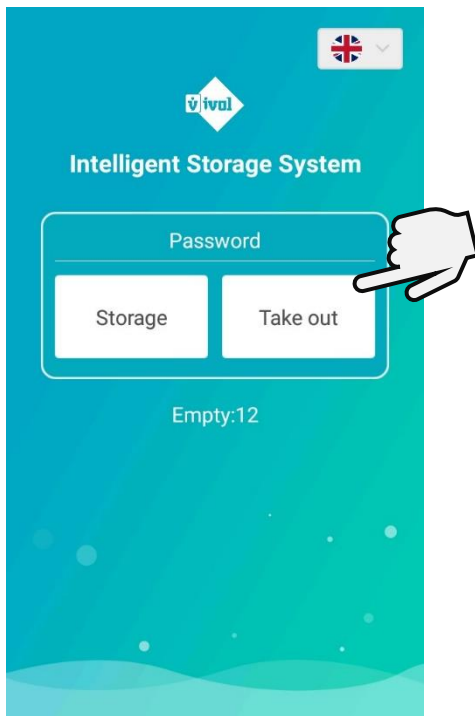 vival
Intelligent Storage System
Password
Storage
Take out
Empty:12